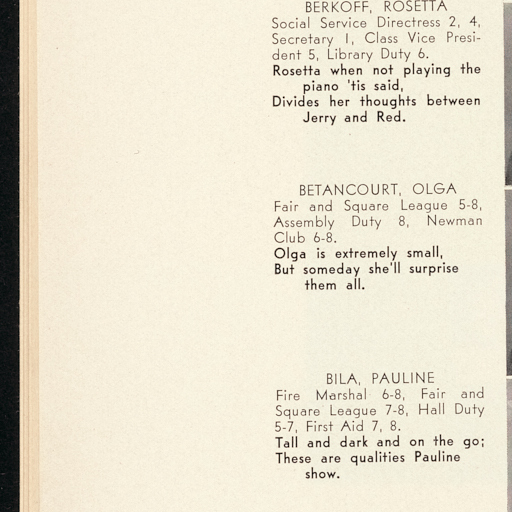 BERKOFF, ROSETTA
Social Service Directress 2, 4,
Secretary 1, Class Vice Presi-
dent 5, Library Duty 6.
Rosetta when not playing the
piano 'tis said,
Divides her thoughts between
Jerry and Red.
BETANCOURT, OLGA
Fair and Square League 5-8,
Assembly Duty 8, Newman
Club 6-8.
Olga is extremely small,
But someday she'll surprise
them all.
BILA, PAULINE
Fire Marshal 6-8, Fair and
Square League 7-8, Hall Duty
5-7, First Aid 7, 8.
Tall and dark and on the go;
These are qualities Pauline
show.